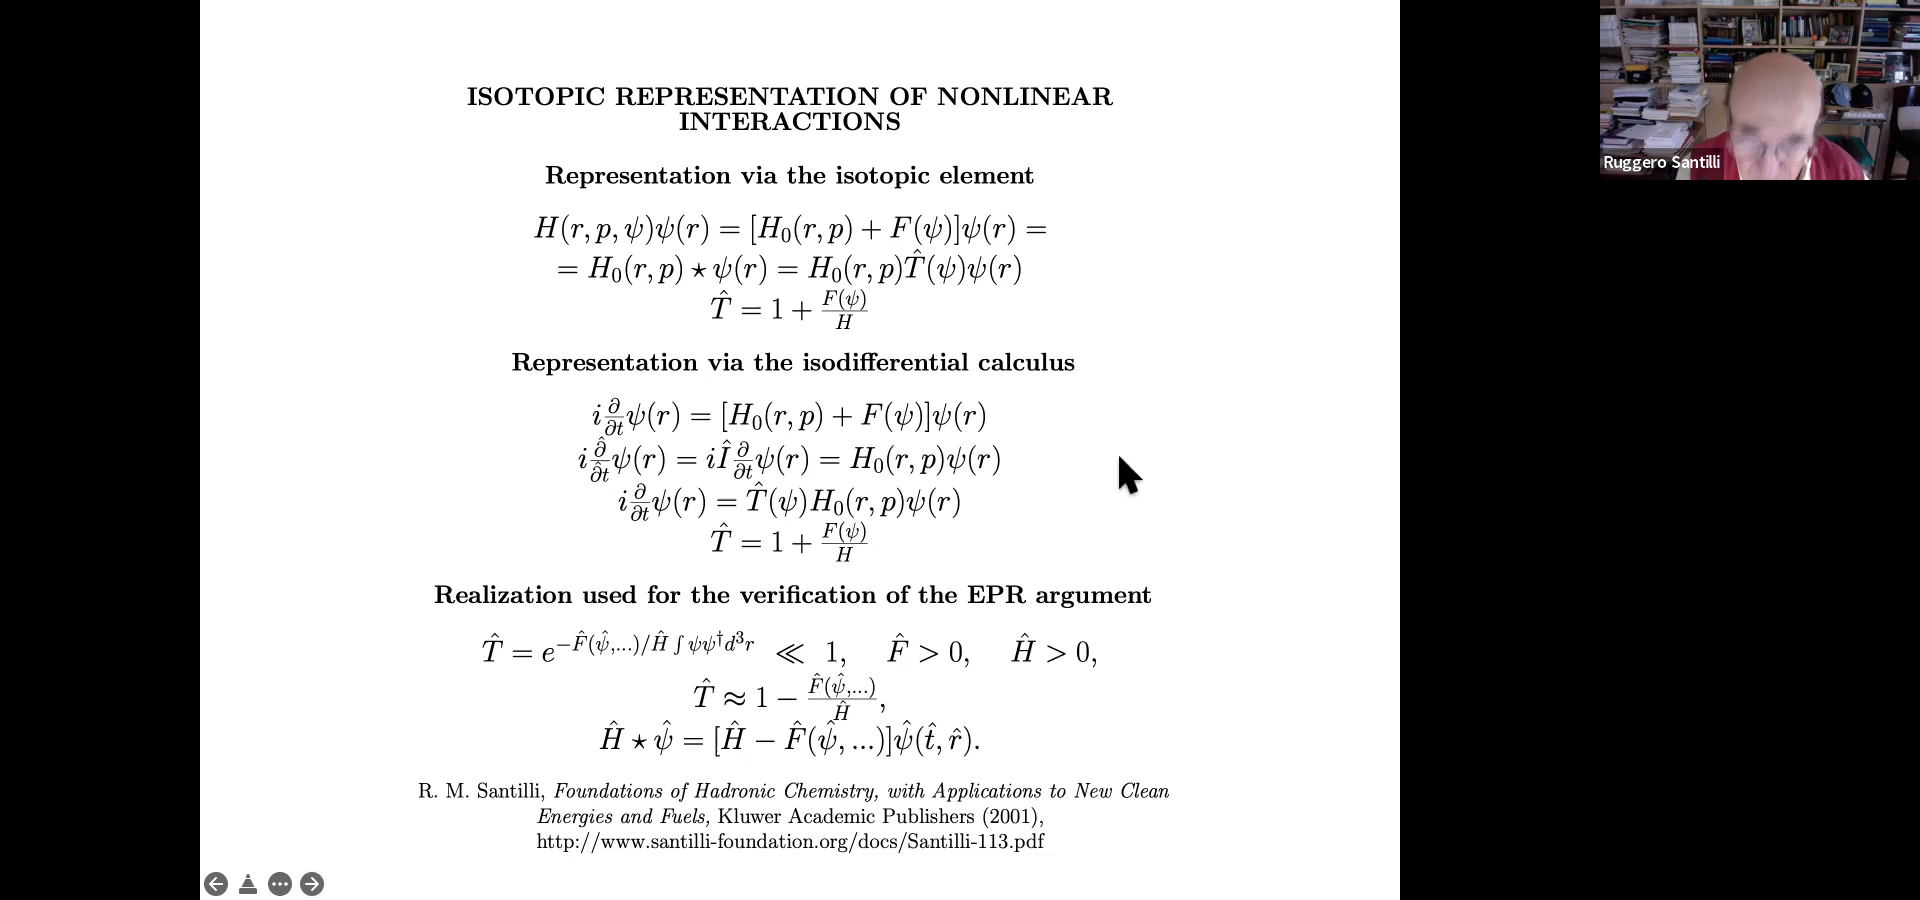 ISOTOPIC REPRESENTATION OF NONLINEAR
INTERACTIONS
Representation via the isotopic element
H(r, p, ψ)ψ(r) = [H₀(r, p) + F(ψ)]ψ(r) =
= H₀(r, p) ⋆ ψ(r) = H₀(r, p)T̂(ψ)ψ(r)
T̂ = 1 + F(ψ)/H
Representation via the isodifferential calculus
i ∂/∂t ψ(r) = [H₀(r, p) + F(ψ)]ψ(r)
i ∂̂/∂̂t ψ(r) = iÎ ∂/∂t ψ(r) = H₀(r, p)ψ(r)
i ∂/∂t ψ(r) = T̂(ψ)H₀(r, p)ψ(r)
T̂ = 1 + F(ψ)/H
Realization used for the verification of the EPR argument
T̂ = e^{−F̂(ψ̂,...)/Ĥ ∫ ψψ†d³r} ≪ 1, F̂ > 0, Ĥ > 0,
T̂ ≈ 1 − F̂(ψ̂,...)/Ĥ,
Ĥ ⋆ ψ̂ = [Ĥ − F̂(ψ̂, ...)]ψ̂(t̂, r̂).
R. M. Santilli, Foundations of Hadronic Chemistry, with Applications to New Clean
Energies and Fuels, Kluwer Academic Publishers (2001),
http://www.santilli-foundation.org/docs/Santilli-113.pdf
Ruggero Santilli